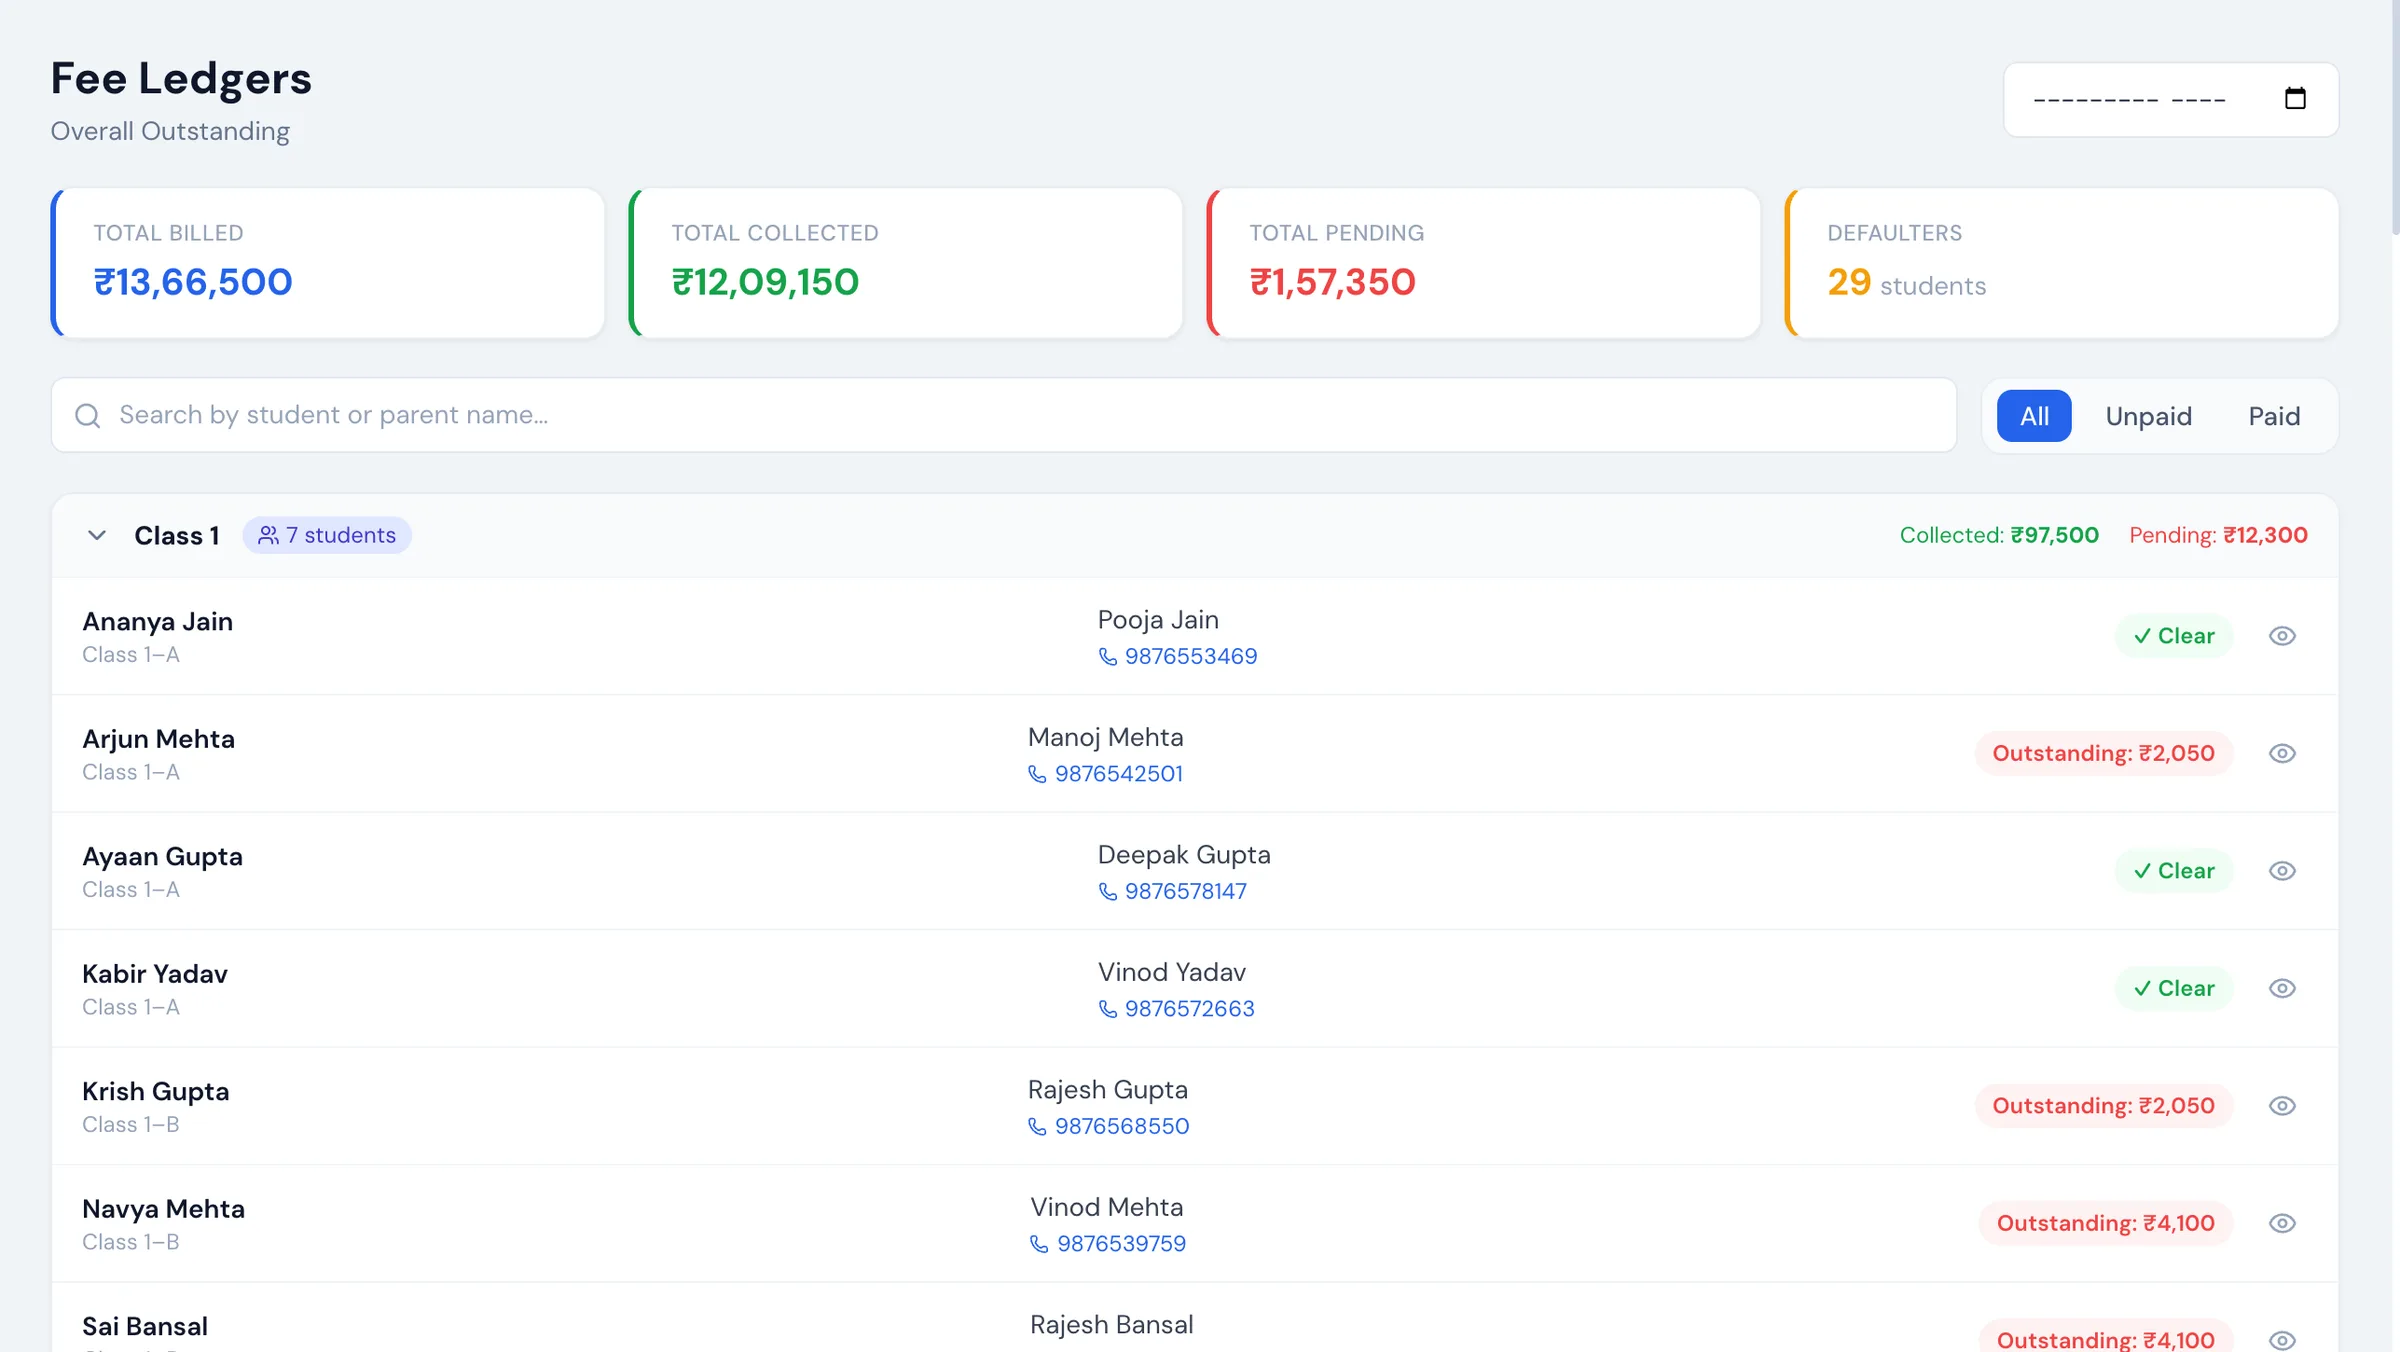 Fee Ledgers
Overall Outstanding
--------- ----
TOTAL BILLED
₹13,66,500
TOTAL COLLECTED
₹12,09,150
TOTAL PENDING
₹1,57,350
DEFAULTERS
29 students
Search by student or parent name...
All Unpaid Paid
Class 1 7 students Collected: ₹97,500 Pending: ₹12,300
Ananya Jain
Class 1–A
Pooja Jain
9876553469
✓ Clear
Arjun Mehta
Class 1–A
Manoj Mehta
9876542501
Outstanding: ₹2,050
Ayaan Gupta
Class 1–A
Deepak Gupta
9876578147
✓ Clear
Kabir Yadav
Class 1–A
Vinod Yadav
9876572663
✓ Clear
Krish Gupta
Class 1–B
Rajesh Gupta
9876568550
Outstanding: ₹2,050
Navya Mehta
Class 1–B
Vinod Mehta
9876539759
Outstanding: ₹4,100
Sai Bansal
Rajesh Bansal
Outstanding: ₹4,100